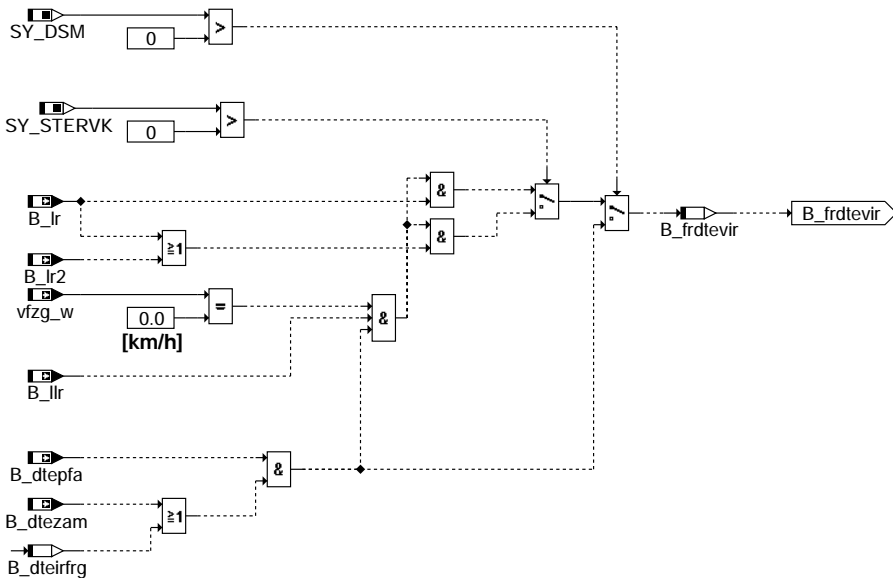 SY_DSM
0
>
SY_STERVK
0
>
B_lr
&
&
≥1
B_lr2
vfzg_w
0.0
=
[km/h]
&
B_llr
B_frdtevir
B_frdtevir
B_dtepfa
&
B_dtezam
≥1
B_dteirfrg